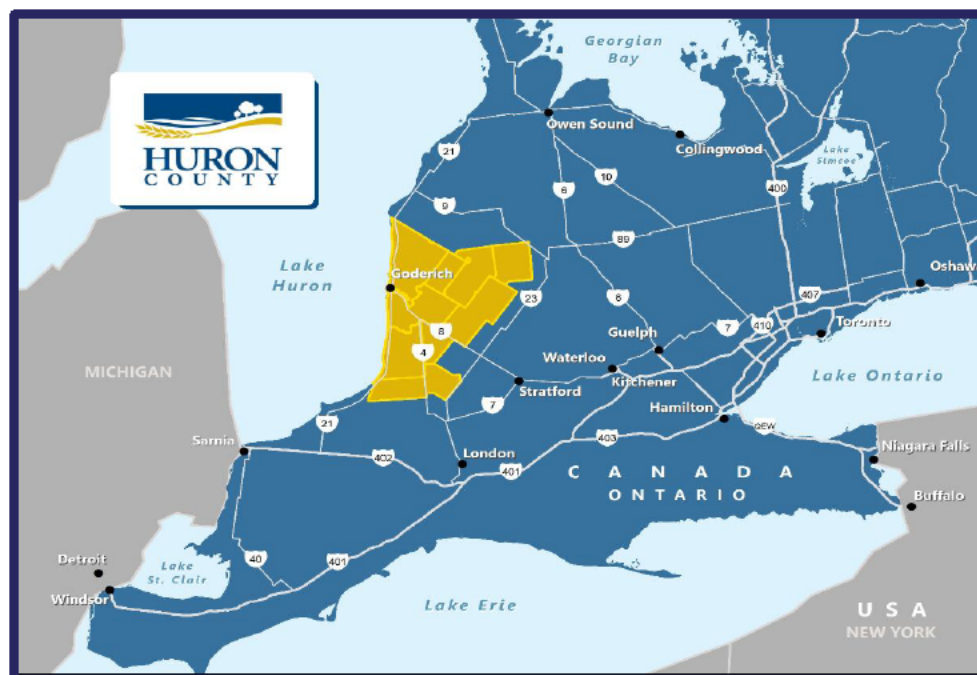 Georgian
Bay
HURON
COUNTY
Owen Sound
Collingwood
Lake
Simcoe
21
6
10
400
9
89
Lake
Huron
Goderich
23
6
407
Oshaw
8
4
Guelph
7
410
Toronto
Waterloo
Kitchener
MICHIGAN
Stratford
Lake Ontario
7
Hamilton
QEW
21
403
Sarnia
402
London
401
CANADA
ONTARIO
Niagara Falls
Buffalo
Detroit
Lake
St. Clair
40
401
Windsor
Lake Erie
USA
NEW YORK